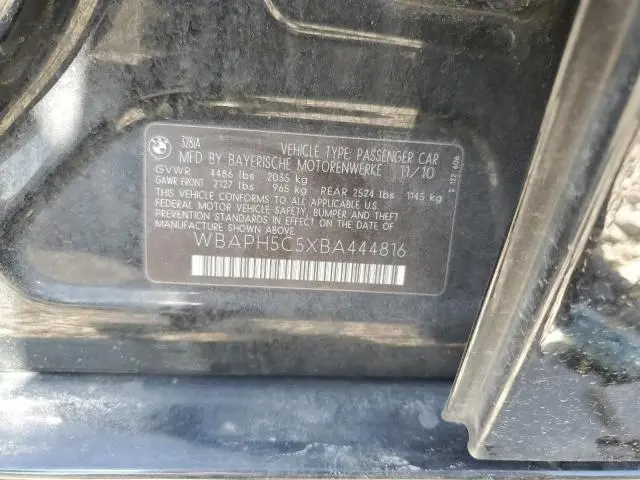 328iA
VEHICLE TYPE: PASSENGER CAR
MFD BY BAYERISCHE MOTORENWERKE 11/10
GVWR 4486 lbs 2035 kg
GAWR FRONT 2127 lbs 965 kg REAR 2524 lbs 1145 kg
THIS VEHICLE CONFORMS TO ALL APPLICABLE
FEDERAL MOTOR VEHICLE SAFETY, BUMPER AND THEFT
PREVENTION STANDARDS IN EFFECT ON THE DATE OF
MANUFACTURE SHOWN ABOVE.
WBAPH5C5XBA444816